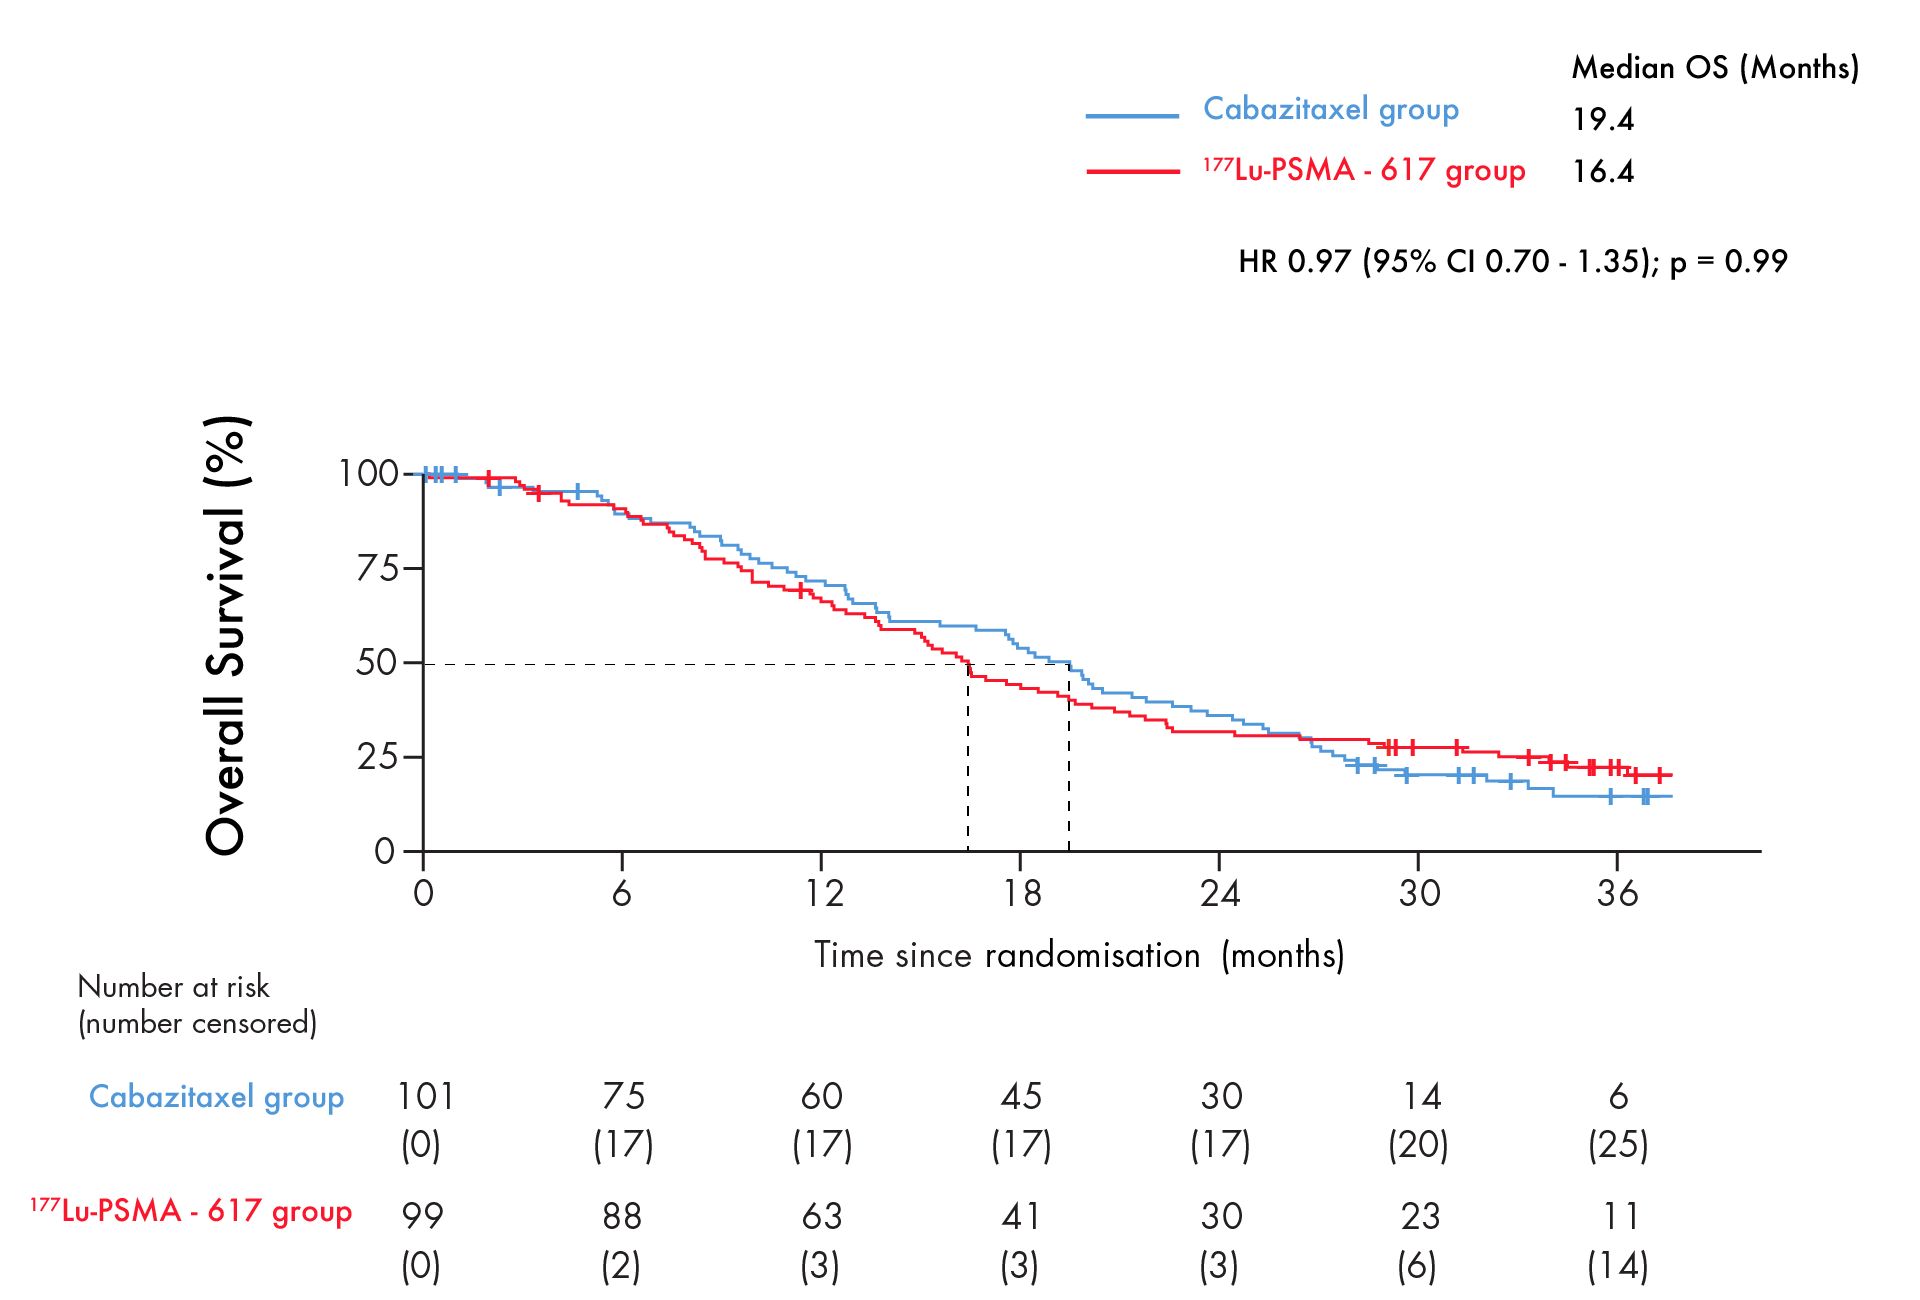 Median OS (Months)
Cabazitaxel group 19.4
¹⁷⁷Lu-PSMA - 617 group 16.4
HR 0.97 (95% CI 0.70 - 1.35); p = 0.99
Overall Survival (%)
100
75
50
25
0
0 6 12 18 24 30 36
Time since randomisation (months)
Number at risk
(number censored)
Cabazitaxel group 101 75 60 45 30 14 6
(0) (17) (17) (17) (17) (20) (25)
¹⁷⁷Lu-PSMA - 617 group 99 88 63 41 30 23 11
(0) (2) (3) (3) (3) (6) (14)